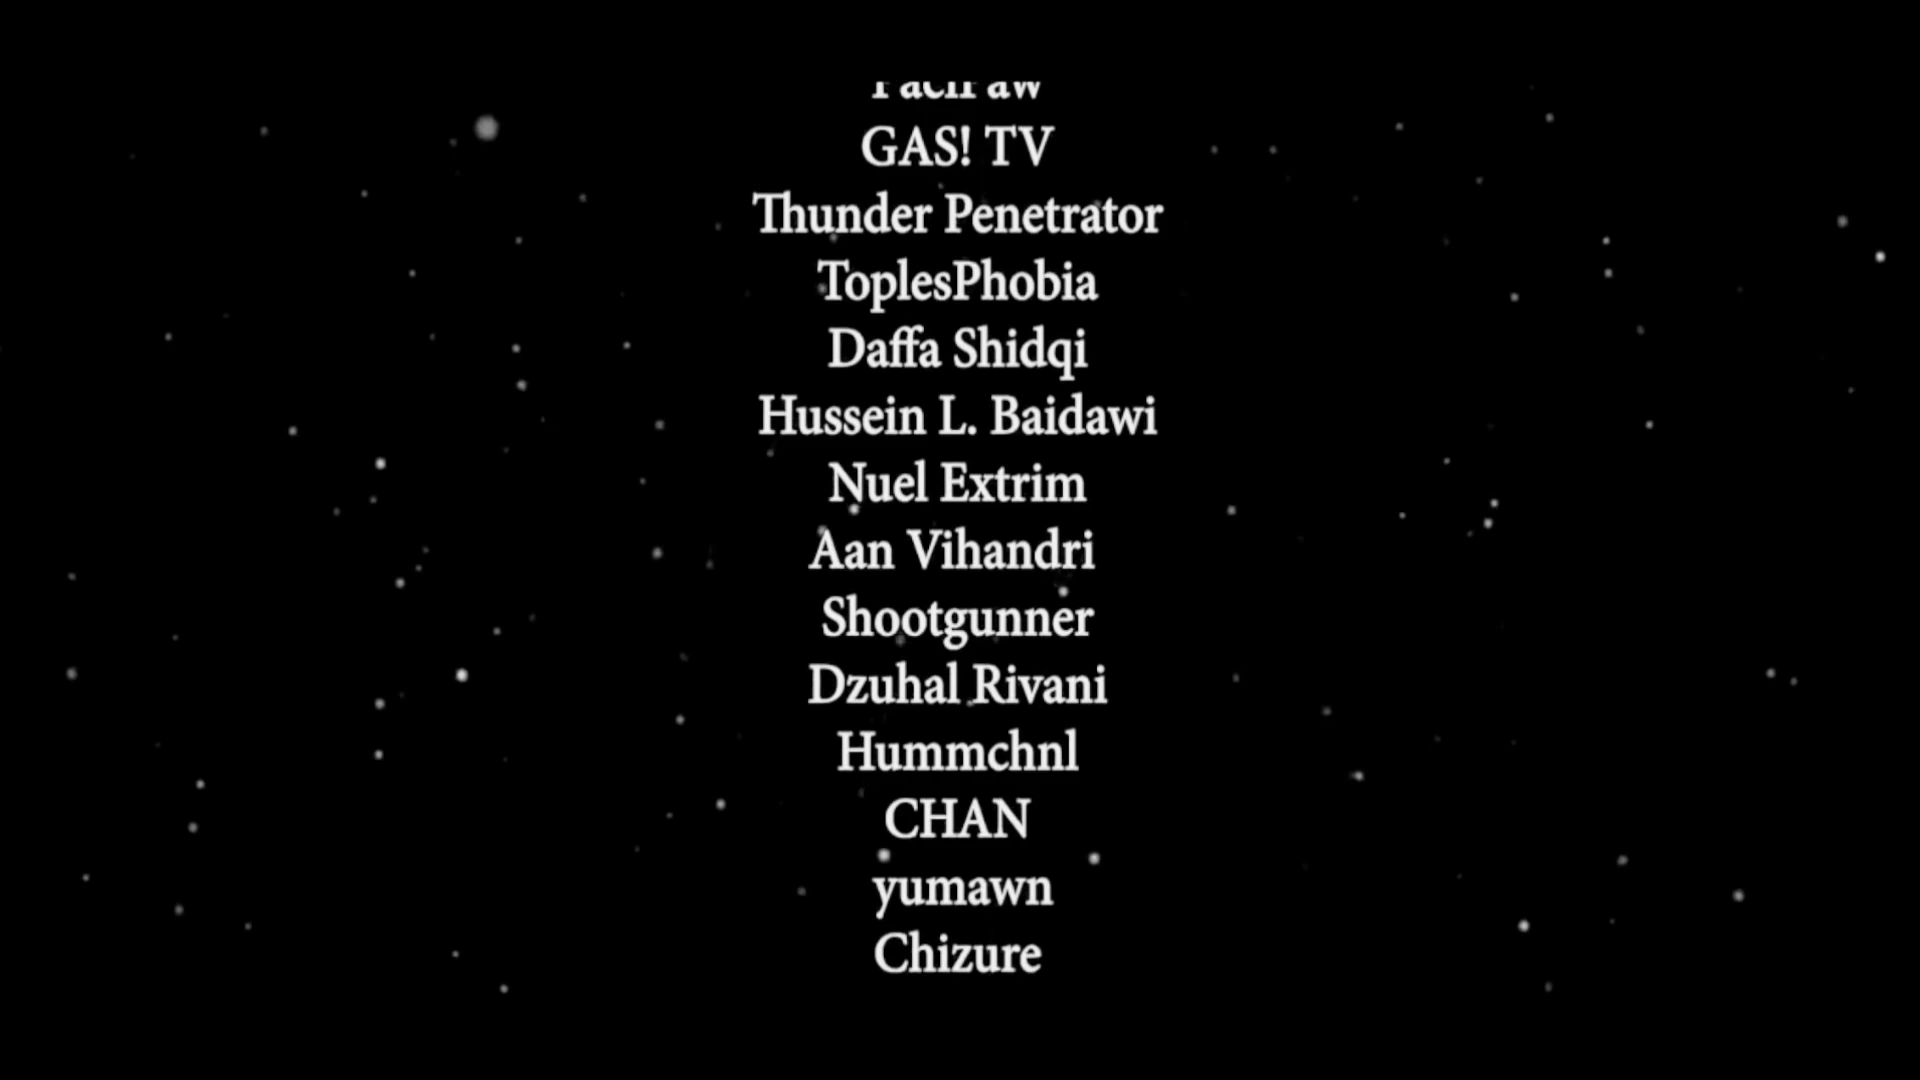 GAS! TV
Thunder Penetrator
ToplesPhobia
Daffa Shidqi
Hussein L. Baidawi
Nuel Extrim
Aan Vihandri
Shootgunner
Dzuhal Rivani
Hummchnl
CHAN
yumawn
Chizure